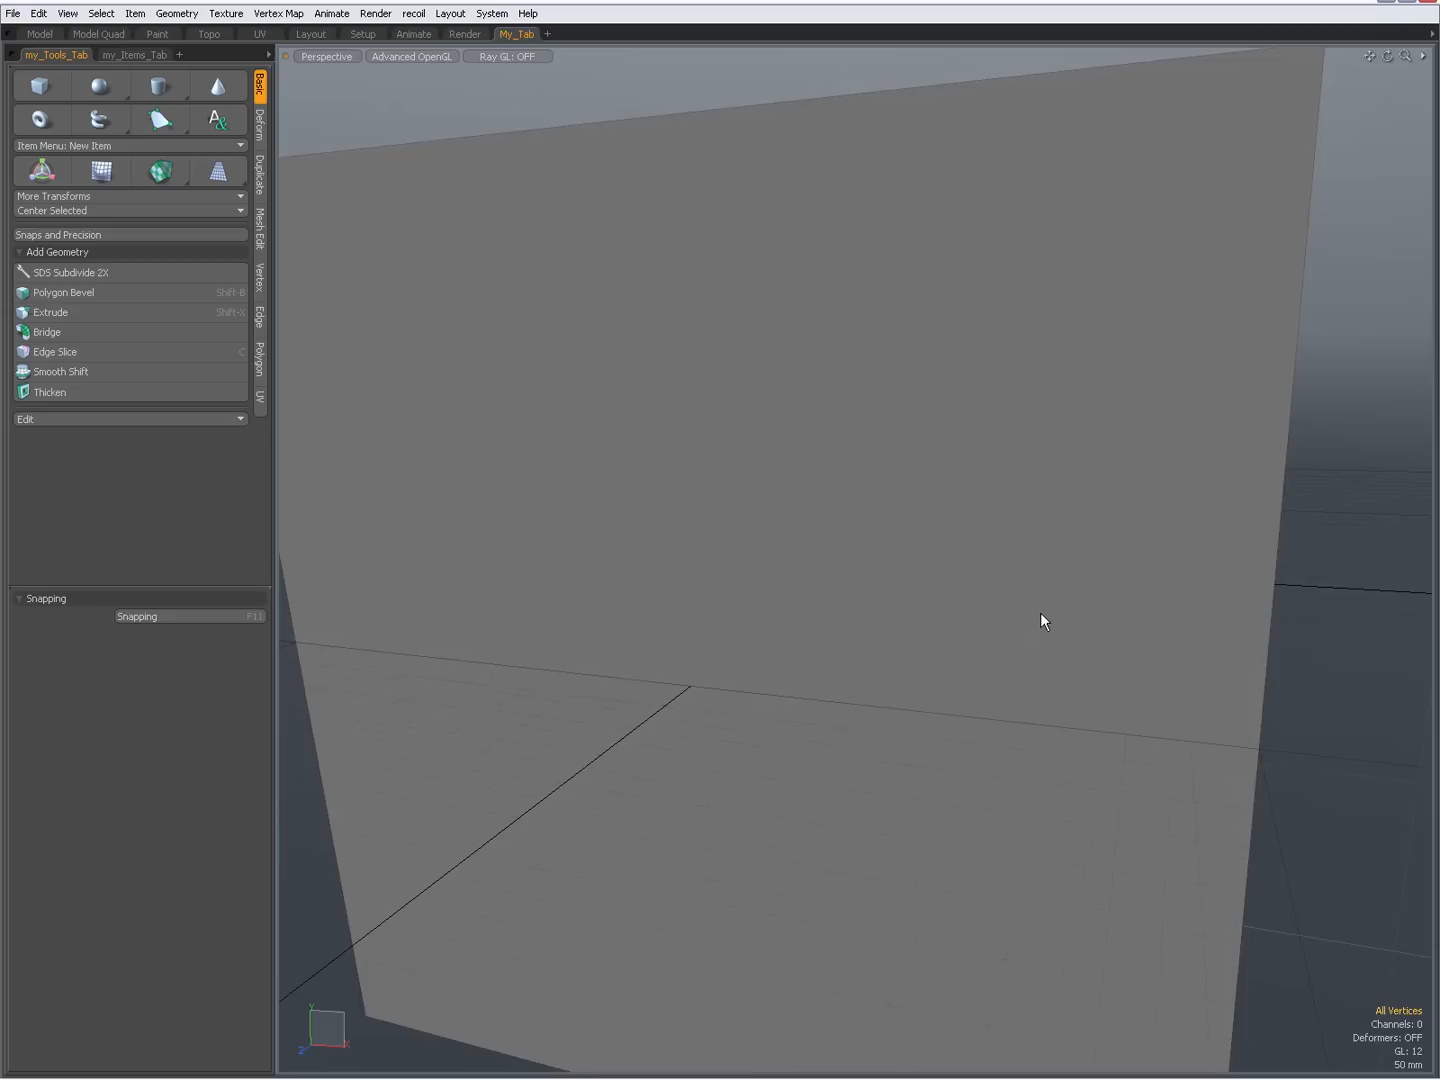 File Edit View Select Item Geometry Texture Vertex Map Animate Render recoil Layout System Help
Model Model Quad Paint Topo UV Layout Setup Animate Render My_Tab +
my_Tools_Tab my_Items_Tab +
Perspective Advanced OpenGL Ray GL: OFF
Basic
Deform
Duplicate
Mesh Edit
Vertex
Edge
Polygon
UV
Item Menu: New Item
More Transforms
Center Selected
Snaps and Precision
Add Geometry
SDS Subdivide 2X
Polygon Bevel Shift-B
Extrude Shift-X
Bridge
Edge Slice C
Smooth Shift
Thicken
Edit
Snapping
Snapping F11
Y
Z X
All Vertices
Channels: 0
Deformers: OFF
GL: 12
50 mm